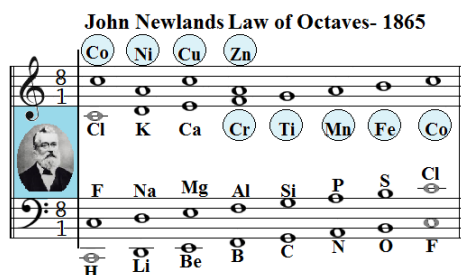 John Newlands Law of Octaves- 1865
Co Ni Cu Zn
8
1
Cl K Ca Cr Ti Mn Fe Co
F Na Mg Al Si P S Cl
8
1
H Li Be B C N O F